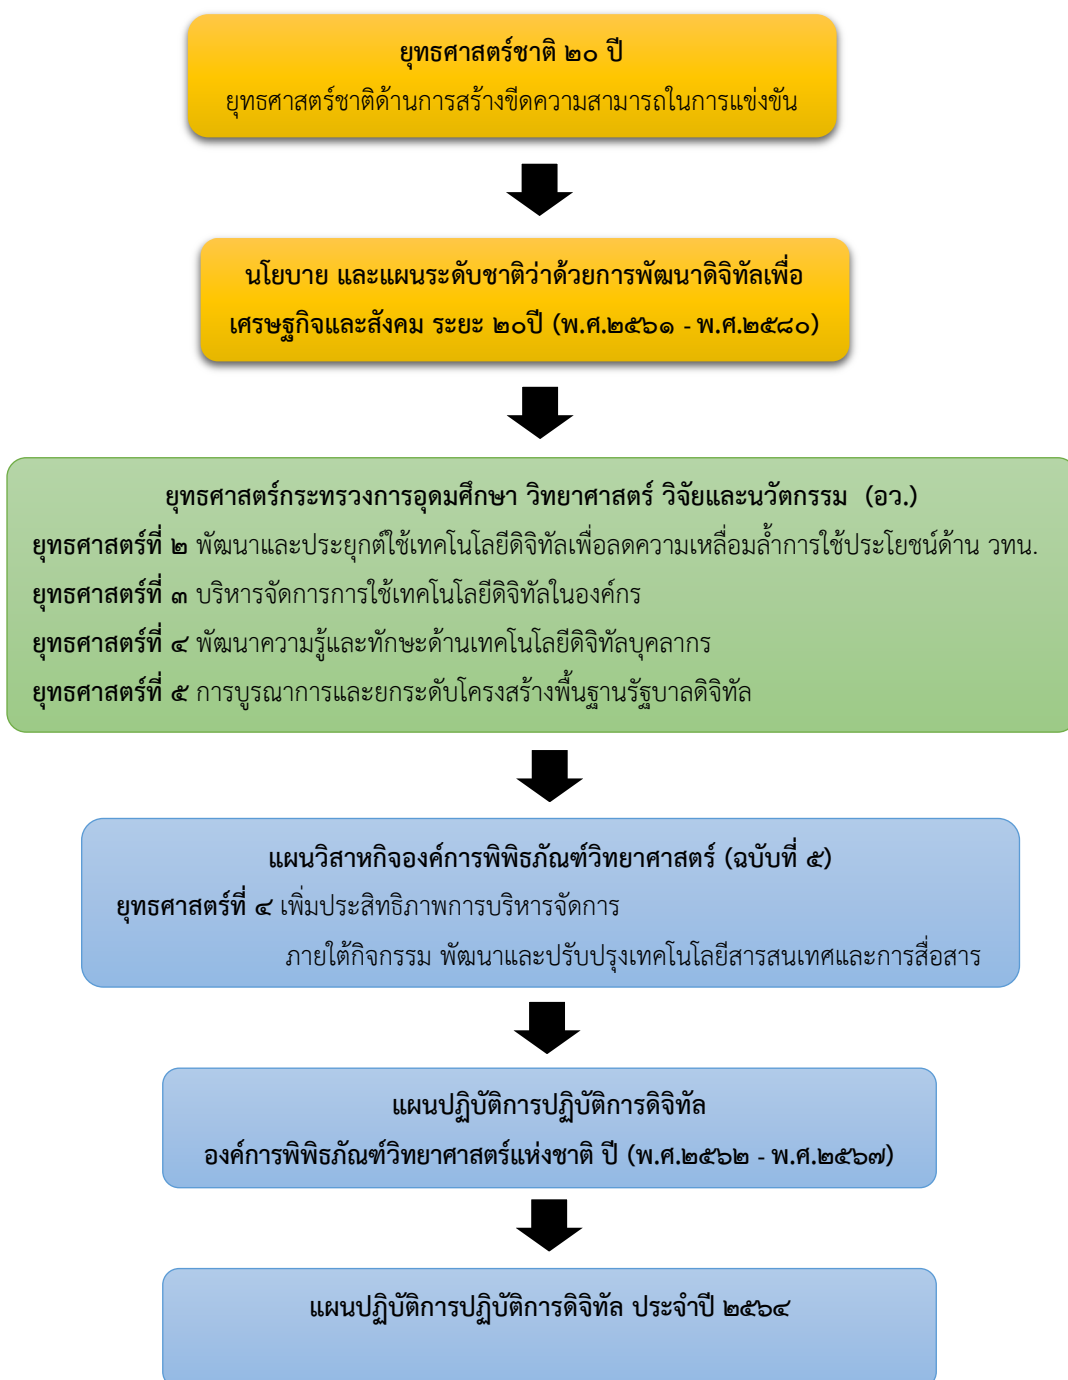 ยุทธศาสตร์ชาติ ๒๐ ปี
ยุทธศาสตร์ชาติด้านการสร้างขีดความสามารถในการแข่งขัน
นโยบาย และแผนระดับชาติว่าด้วยการพัฒนาดิจิทัลเพื่อ
เศรษฐกิจและสังคม ระยะ ๒๐ปี (พ.ศ.๒๕๖๑ - พ.ศ.๒๕๘๐)
ยุทธศาสตร์กระทรวงการอุดมศึกษา วิทยาศาสตร์ วิจัยและนวัตกรรม (อว.)
ยุทธศาสตร์ที่ ๒ พัฒนาและประยุกต์ใช้เทคโนโลยีดิจิทัลเพื่อลดความเหลื่อมล้ำการใช้ประโยชน์ด้าน วทน.
ยุทธศาสตร์ที่ ๓ บริหารจัดการการใช้เทคโนโลยีดิจิทัลในองค์กร
ยุทธศาสตร์ที่ ๔ พัฒนาความรู้และทักษะด้านเทคโนโลยีดิจิทัลบุคลากร
ยุทธศาสตร์ที่ ๕ การบูรณาการและยกระดับโครงสร้างพื้นฐานรัฐบาลดิจิทัล
แผนวิสาหกิจองค์การพิพิธภัณฑ์วิทยาศาสตร์ (ฉบับที่ ๕)
ยุทธศาสตร์ที่ ๔ เพิ่มประสิทธิภาพการบริหารจัดการ
ภายใต้กิจกรรม พัฒนาและปรับปรุงเทคโนโลยีสารสนเทศและการสื่อสาร
แผนปฏิบัติการปฏิบัติการดิจิทัล
องค์การพิพิธภัณฑ์วิทยาศาสตร์แห่งชาติ ปี (พ.ศ.๒๕๖๒ - พ.ศ.๒๕๖๗)
แผนปฏิบัติการปฏิบัติการดิจิทัล ประจำปี ๒๕๖๔